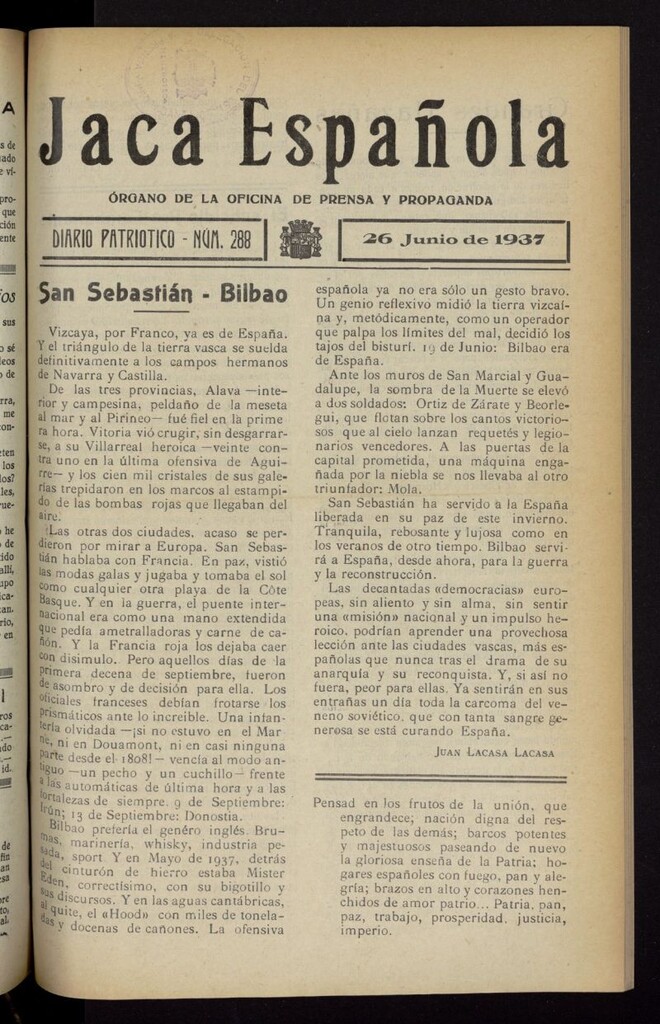 Jaca Española
ÓRGANO DE LA OFICINA DE PRENSA Y PROPAGANDA
DIARIO PATRIOTICO - NÚM. 288
26 Junio de 1937
San Sebastián - Bilbao
Vizcaya, por Franco, ya es de España.
Y el triángulo de la tierra vasca se suelda
definitivamente a los campos hermanos
de Navarra y Castilla.
De las tres provincias, Alava —inte-
rior y campesina, peldaño de la meseta
al mar y al Pirineo— fué fiel en la prime
ra hora. Vitoria vió crugir, sin desgarrar-
se, a su Villarreal heroica —veinte con-
tra uno en la última ofensiva de Agui-
rre— y los cien mil cristales de sus gale-
rías trepidaron en los marcos al estampi-
do de las bombas rojas que llegaban del
aire.
Las otras dos ciudades, acaso se per-
dieron por mirar a Europa. San Sebas-
tián hablaba con Francia. En paz, vistió
las modas galas y jugaba y tomaba el sol
como cualquier otra playa de la Côte
Basque. Y en la guerra, el puente inter-
nacional era como una mano extendida
que pedía ametralladoras y carne de ca-
ñón. Y la Francia roja los dejaba caer
con disimulo. Pero aquellos días de la
primera decena de septiembre, fueron
de asombro y de decisión para ella. Los
oficiales franceses debían frotarse los
prismáticos ante lo increible. Una infan-
tería olvidada —¡si no estuvo en el Mar
ne, ni en Douamont, ni en casi ninguna
parte desde el 1808!— vencía al modo an-
tiguo —un pecho y un cuchillo— frente
a las automáticas de última hora y a las
fortalezas de siempre. 9 de Septiembre:
Irún; 13 de Septiembre: Donostia.
Bilbao prefería el genéro inglés. Bru-
mas, marinería, whisky, industria pe-
sada, sport. Y en Mayo de 1937, detrás
del cinturón de hierro estaba Mister
Eden, correctísimo, con su bigotillo y
sus discursos. Y en las aguas cantábricas,
al quite, el «Hood» con miles de tonela-
das y docenas de cañones. La ofensiva
española ya no era sólo un gesto bravo.
Un genio reflexivo midió la tierra vizcaí-
na y, metódicamente, como un operador
que palpa los límites del mal, decidió los
tajos del bisturí. 19 de Junio: Bilbao era
de España.
Ante los muros de San Marcial y Gua-
dalupe, la sombra de la Muerte se elevó
a dos soldados: Ortiz de Zárate y Beorle-
gui, que flotan sobre los cantos victorio-
sos que al cielo lanzan requetés y legio-
narios vencedores. A las puertas de la
capital prometida, una máquina enga-
ñada por la niebla se nos llevaba al otro
triunfador: Mola.
San Sebastián ha servido a la España
liberada en su paz de este invierno.
Tranquila, rebosante y lujosa como en
los veranos de otro tiempo. Bilbao servi-
rá a España, desde ahora, para la guerra
y la reconstrucción.
Las decantadas «democracias» euro-
peas, sin aliento y sin alma, sin sentir
una «misión» nacional y un impulso he-
roico, podrían aprender una provechosa
lección ante las ciudades vascas, más es-
pañolas que nunca tras el drama de su
anarquía y su reconquista. Y, si así no
fuera, peor para ellas. Ya sentirán en sus
entrañas un día toda la carcoma del ve-
neno soviético, que con tanta sangre ge-
nerosa se está curando España.
JUAN LACASA LACASA
Pensad en los frutos de la unión, que
engrandece; nación digna del res-
peto de las demás; barcos potentes
y majestuosos paseando de nuevo
la gloriosa enseña de la Patria; ho-
gares españoles con fuego, pan y ale-
gría; brazos en alto y corazones hen-
chidos de amor patrio... Patria, pan,
paz, trabajo, prosperidad, justicia,
imperio.